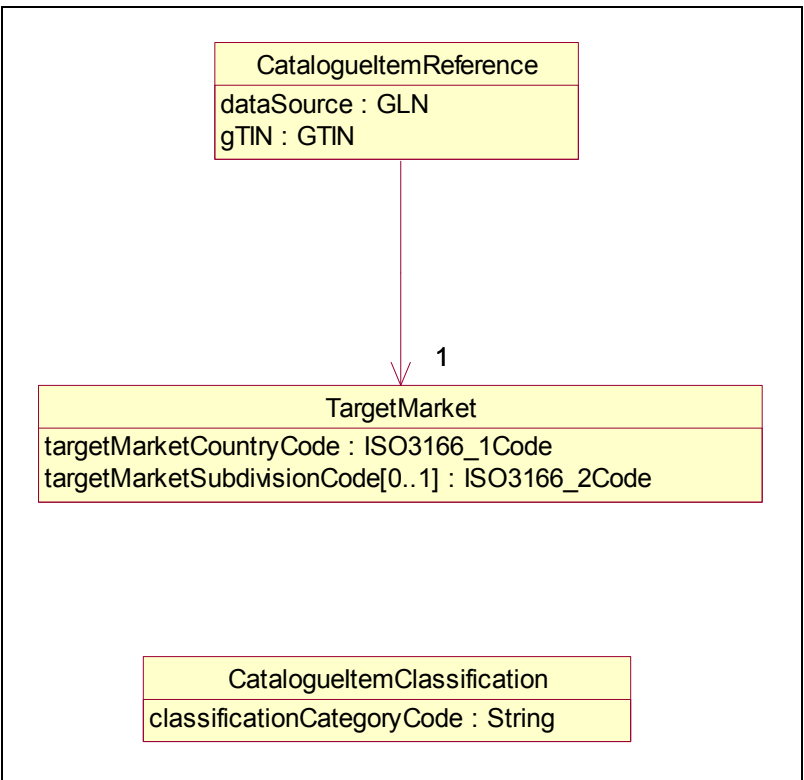 CatalogueItemReference
dataSource : GLN
gTIN : GTIN
1
TargetMarket
targetMarketCountryCode : ISO3166_1Code
targetMarketSubdivisionCode[0..1] : ISO3166_2Code
CatalogueItemClassification
classificationCategoryCode : String